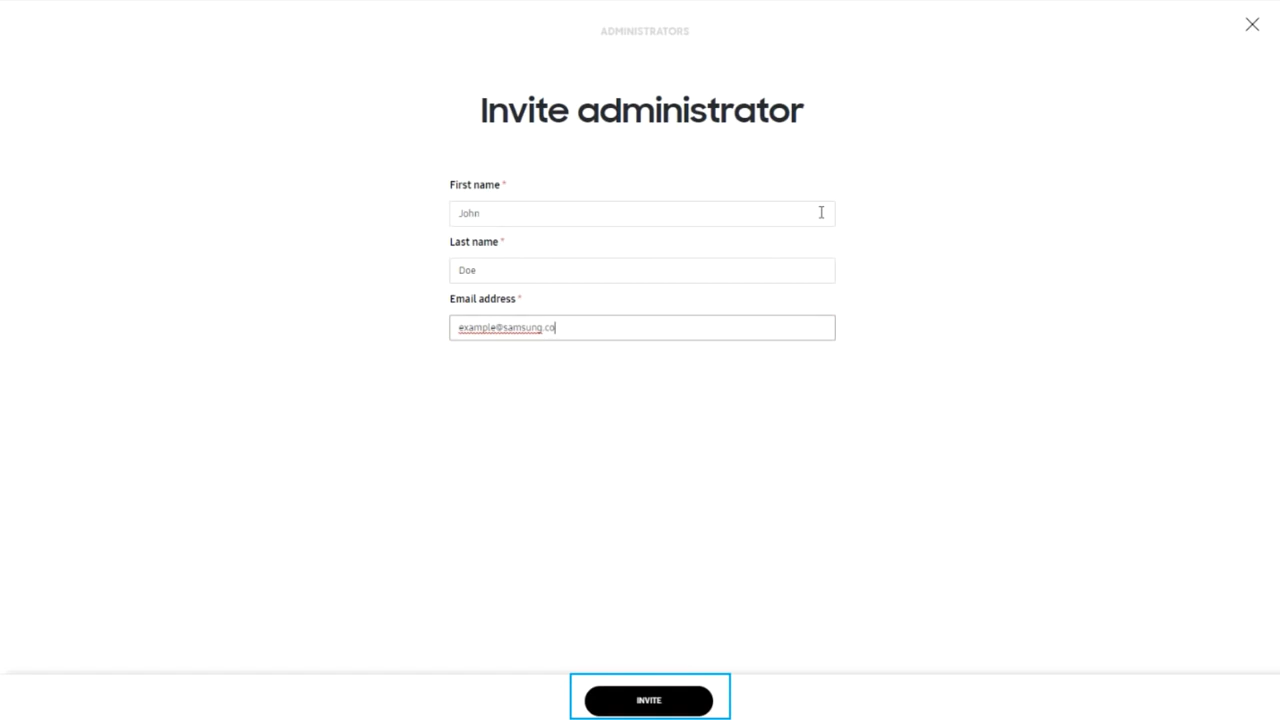 ADMINISTRATORS
Invite administrator
First name *
John
Last name *
Doe
Email address *
example@samsung.co
INVITE